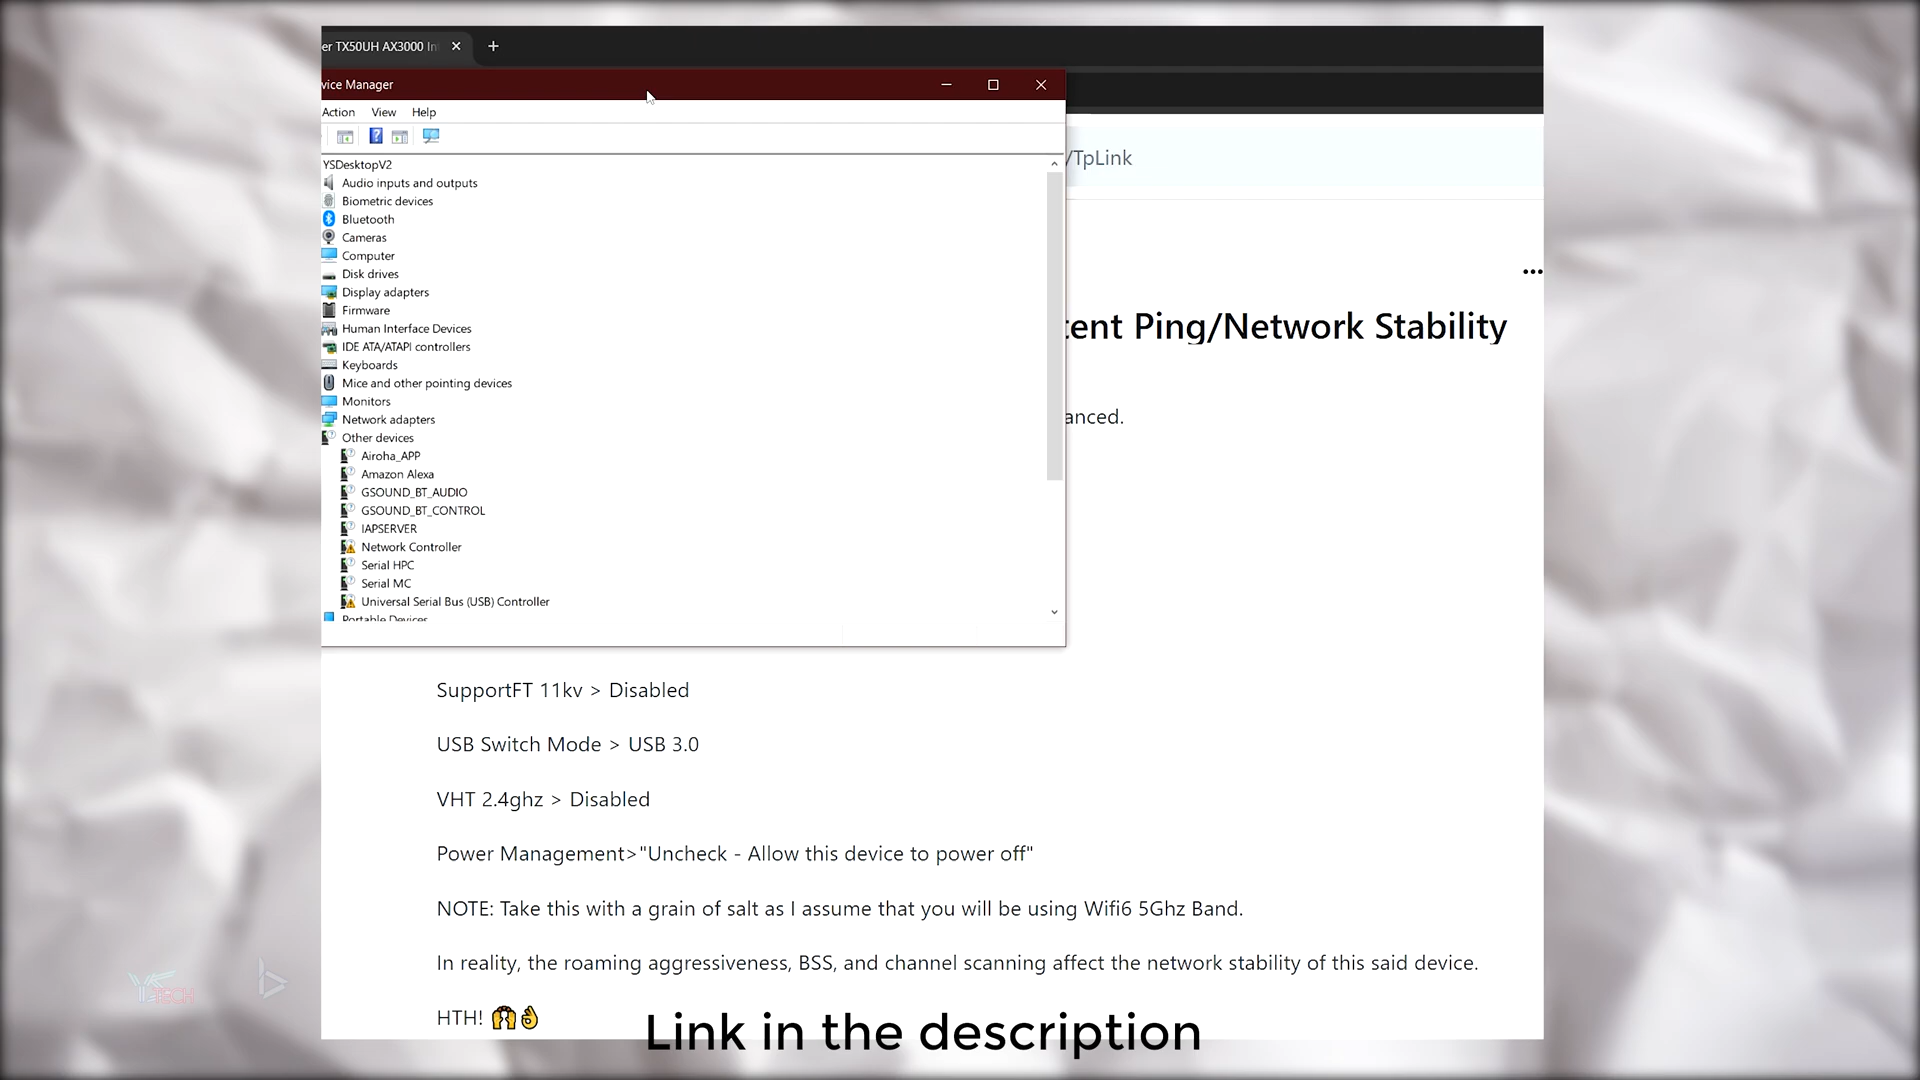 er TX50UH AX3000 In
vice Manager
Action View Help
/TpLink
YSDesktopV2
Audio inputs and outputs
Biometric devices
Bluetooth
Cameras
Computer
Disk drives
Display adapters
Firmware
Human Interface Devices
IDE ATA/ATAPI controllers
Keyboards
Mice and other pointing devices
Monitors
Network adapters
Other devices
Airoha_APP
Amazon Alexa
GSOUND_BT_AUDIO
GSOUND_BT_CONTROL
IAPSERVER
Network Controller
Serial HPC
Serial MC
Universal Serial Bus (USB) Controller
Portable Devices
tent Ping/Network Stability
anced.
SupportFT 11kv > Disabled
USB Switch Mode > USB 3.0
VHT 2.4ghz > Disabled
Power Management>"Uncheck - Allow this device to power off"
NOTE: Take this with a grain of salt as I assume that you will be using Wifi6 5Ghz Band.
In reality, the roaming aggressiveness, BSS, and channel scanning affect the network stability of this said device.
HTH! 🙌👌
YS TECH
Link in the description